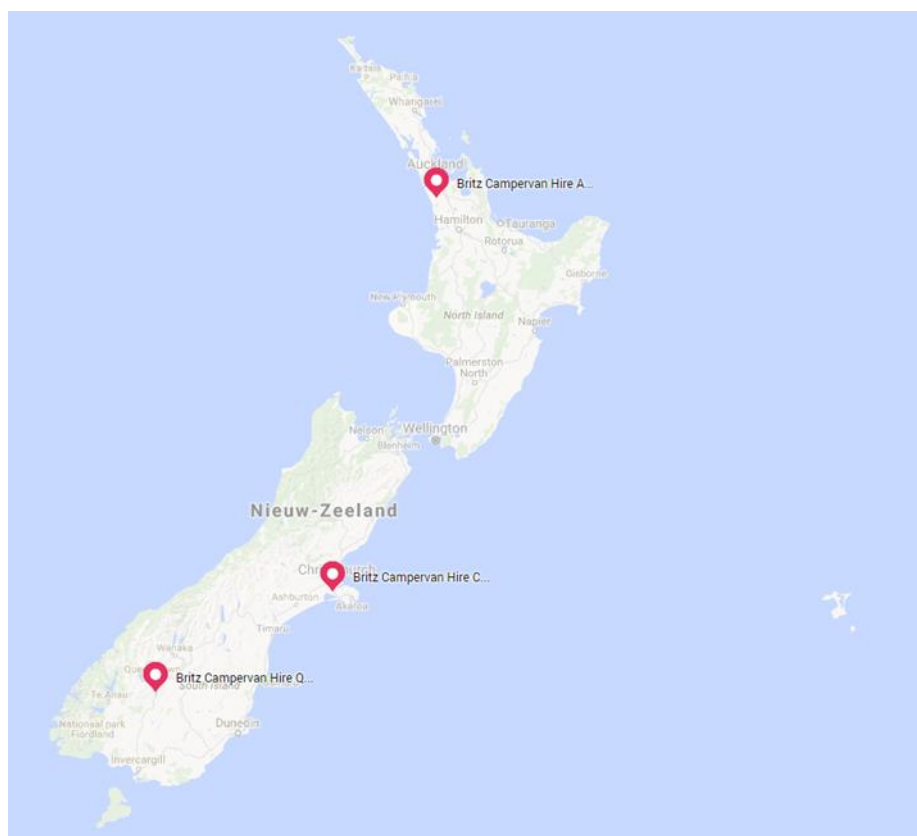 Kaitaia
Paihia
Whangarei
Auckland
Britz Campervan Hire A...
Hamilton
Tauranga
Rotorua
Gisborne
New Plymouth
North Island
Napier
Palmerston
North
Nelson
Wellington
Blenheim
Nieuw-Zeeland
Britz Campervan Hire C...
Ashburton
Akaroa
Timaru
Wanaka
Britz Campervan Hire Q...
South Island
Te Anau
Nationaal park
Fiordland
Dunedin
Invercargill